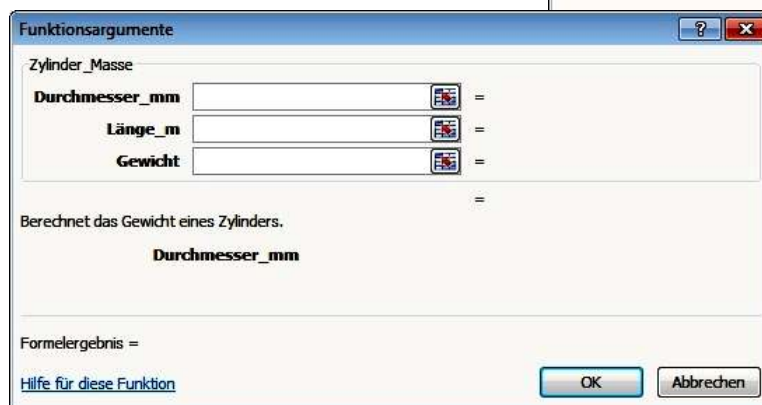 Funktionsargumente
Zylinder_Masse
Durchmesser_mm =
Länge_m =
Gewicht =
=
Berechnet das Gewicht eines Zylinders.
Durchmesser_mm
Formelergebnis =
Hilfe für diese Funktion OK Abbrechen